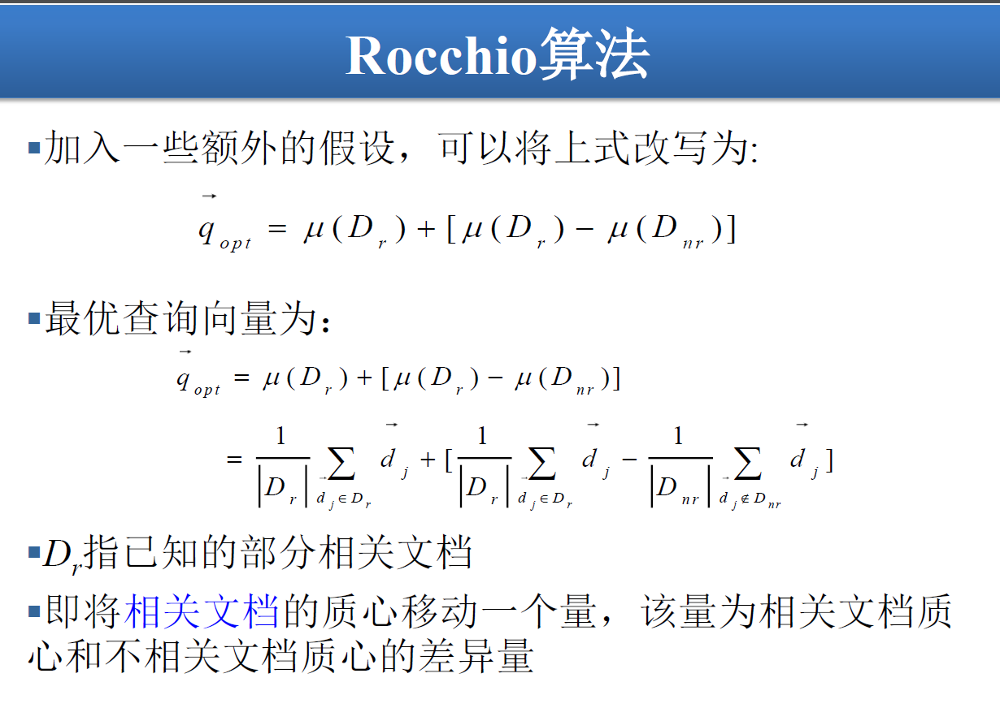 Rocchio算法
▪加入一些额外的假设，可以将上式改写为:
$\vec{q}_{opt} = \mu(D_r) + [\mu(D_r) - \mu(D_{nr})]$
▪最优查询向量为：
$\vec{q}_{opt} = \mu(D_r) + [\mu(D_r) - \mu(D_{nr})]$
$= \frac{1}{|D_r|} \sum_{\vec{d}_j \in D_r} \vec{d}_j + [\frac{1}{|D_r|} \sum_{\vec{d}_j \in D_r} \vec{d}_j - \frac{1}{|D_{nr}|} \sum_{\vec{d}_j \notin D_{nr}} \vec{d}_j]$
▪$D_r$指已知的部分相关文档
▪即将相关文档的质心移动一个量，该量为相关文档质
心和不相关文档质心的差异量